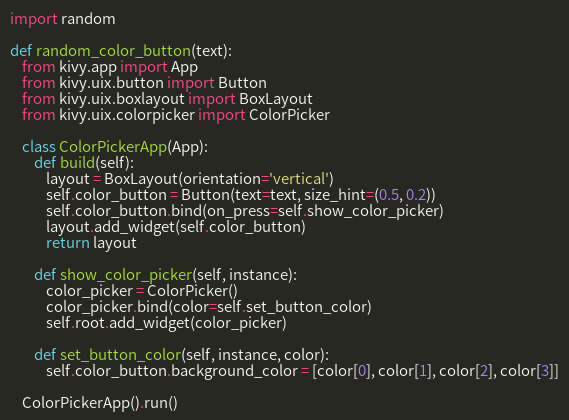 import random

def random_color_button(text):
    from kivy.app import App
    from kivy.uix.button import Button
    from kivy.uix.boxlayout import BoxLayout
    from kivy.uix.colorpicker import ColorPicker

    class ColorPickerApp(App):
        def build(self):
            layout = BoxLayout(orientation='vertical')
            self.color_button = Button(text=text, size_hint=(0.5, 0.2))
            self.color_button.bind(on_press=self.show_color_picker)
            layout.add_widget(self.color_button)
            return layout

        def show_color_picker(self, instance):
            color_picker = ColorPicker()
            color_picker.bind(color=self.set_button_color)
            self.root.add_widget(color_picker)

        def set_button_color(self, instance, color):
            self.color_button.background_color = [color[0], color[1], color[2], color[3]]

    ColorPickerApp().run()